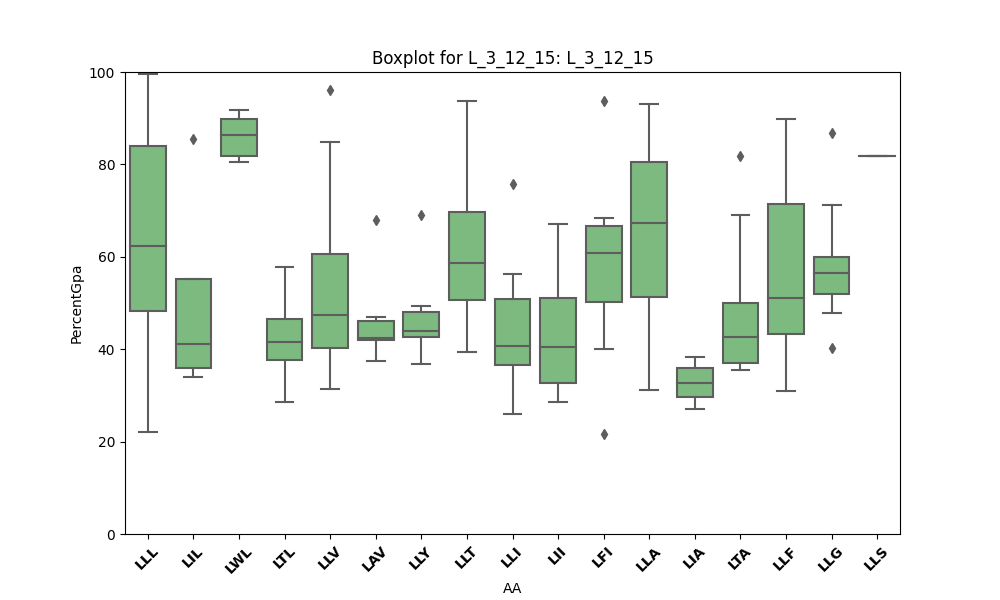 Boxplot for L_3_12_15: L_3_12_15
100
80
60
40
20
0
PercentGpa
LLL LIL LWL LTL LLV LAV LLY LLT LLI LII LFI LLA LIA LTA LLF LLG LLS
AA